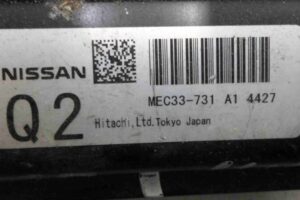 NISSAN
MEC33-731 A1 4427
Q2
Hitachi,Ltd.Tokyo Japan